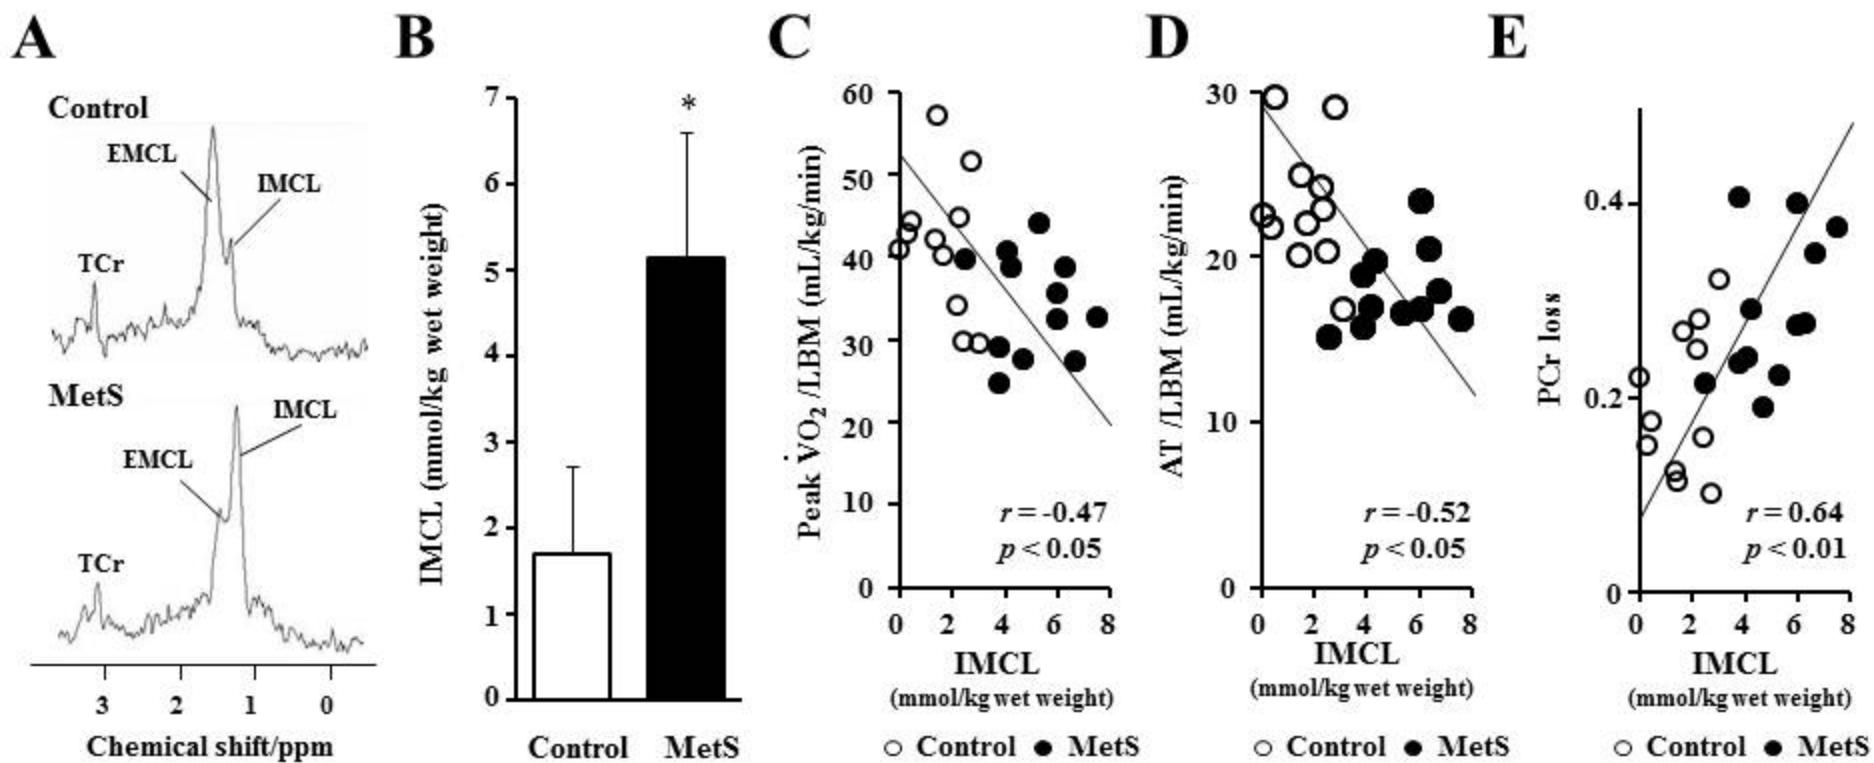 A
Control
EMCL
IMCL
TCr
MetS
IMCL
EMCL
TCr
3 2 1 0
Chemical shift/ppm
B
IMCL (mmol/kg wet weight)
7
6
5
4
3
2
1
0
*
Control MetS
C
Peak V̇O₂ /LBM (mL/kg/min)
60
50
40
30
20
10
0
r = -0.47
p < 0.05
0 2 4 6 8
IMCL
(mmol/kg wet weight)
Control MetS
D
AT /LBM (mL/kg/min)
30
20
10
0
r = -0.52
p < 0.05
0 2 4 6 8
IMCL
(mmol/kg wet weight)
Control MetS
E
PCr loss
0.4
0.2
0
r = 0.64
p < 0.01
0 2 4 6 8
IMCL
(mmol/kg wet weight)
Control MetS